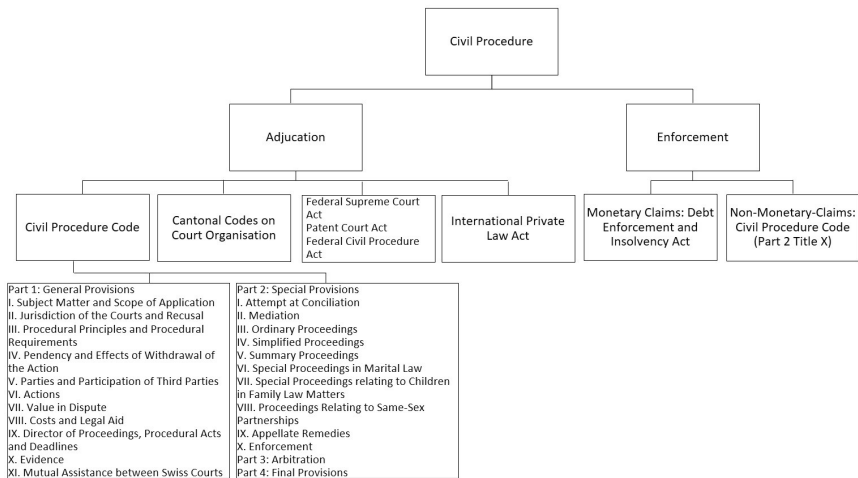 Civil Procedure
Adjucation
Enforcement
Civil Procedure Code
Cantonal Codes on
Court Organisation
Federal Supreme Court
Act
Patent Court Act
Federal Civil Procedure
Act
International Private
Law Act
Monetary Claims: Debt
Enforcement and
Insolvency Act
Non-Monetary-Claims:
Civil Procedure Code
(Part 2 Title X)
Part 1: General Provisions
I. Subject Matter and Scope of Application
II. Jurisdiction of the Courts and Recusal
III. Procedural Principles and Procedural
Requirements
IV. Pendency and Effects of Withdrawal of
the Action
V. Parties and Participation of Third Parties
VI. Actions
VII. Value in Dispute
VIII. Costs and Legal Aid
IX. Director of Proceedings, Procedural Acts
and Deadlines
X. Evidence
XI. Mutual Assistance between Swiss Courts
Part 2: Special Provisions
I. Attempt at Conciliation
II. Mediation
III. Ordinary Proceedings
IV. Simplified Proceedings
V. Summary Proceedings
VI. Special Proceedings in Marital Law
VII. Special Proceedings relating to Children
in Family Law Matters
VIII. Proceedings Relating to Same-Sex
Partnerships
IX. Appellate Remedies
X. Enforcement
Part 3: Arbitration
Part 4: Final Provisions